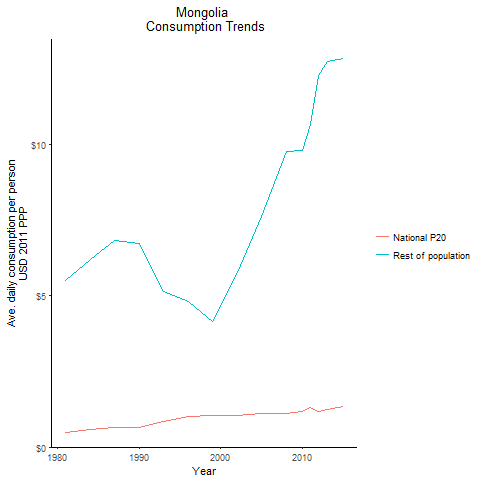 Mongolia
Consumption Trends
Ave. daily consumption per person
USD 2011 PPP
$10
$5
$0
1980
1990
2000
2010
Year
National P20
Rest of population